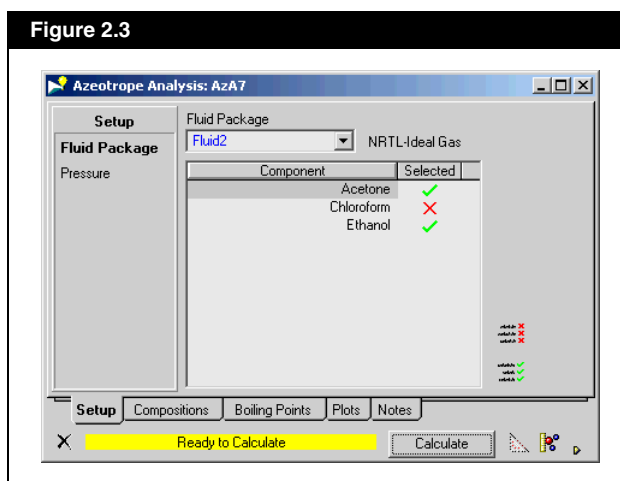 Figure 2.3
Azeotrope Analysis: AzA7
Setup
Fluid Package
Pressure
Fluid Package
Fluid2 NRTL-Ideal Gas
Component Selected
Acetone
Chloroform
Ethanol
Setup Compositions Boiling Points Plots Notes
Ready to Calculate Calculate